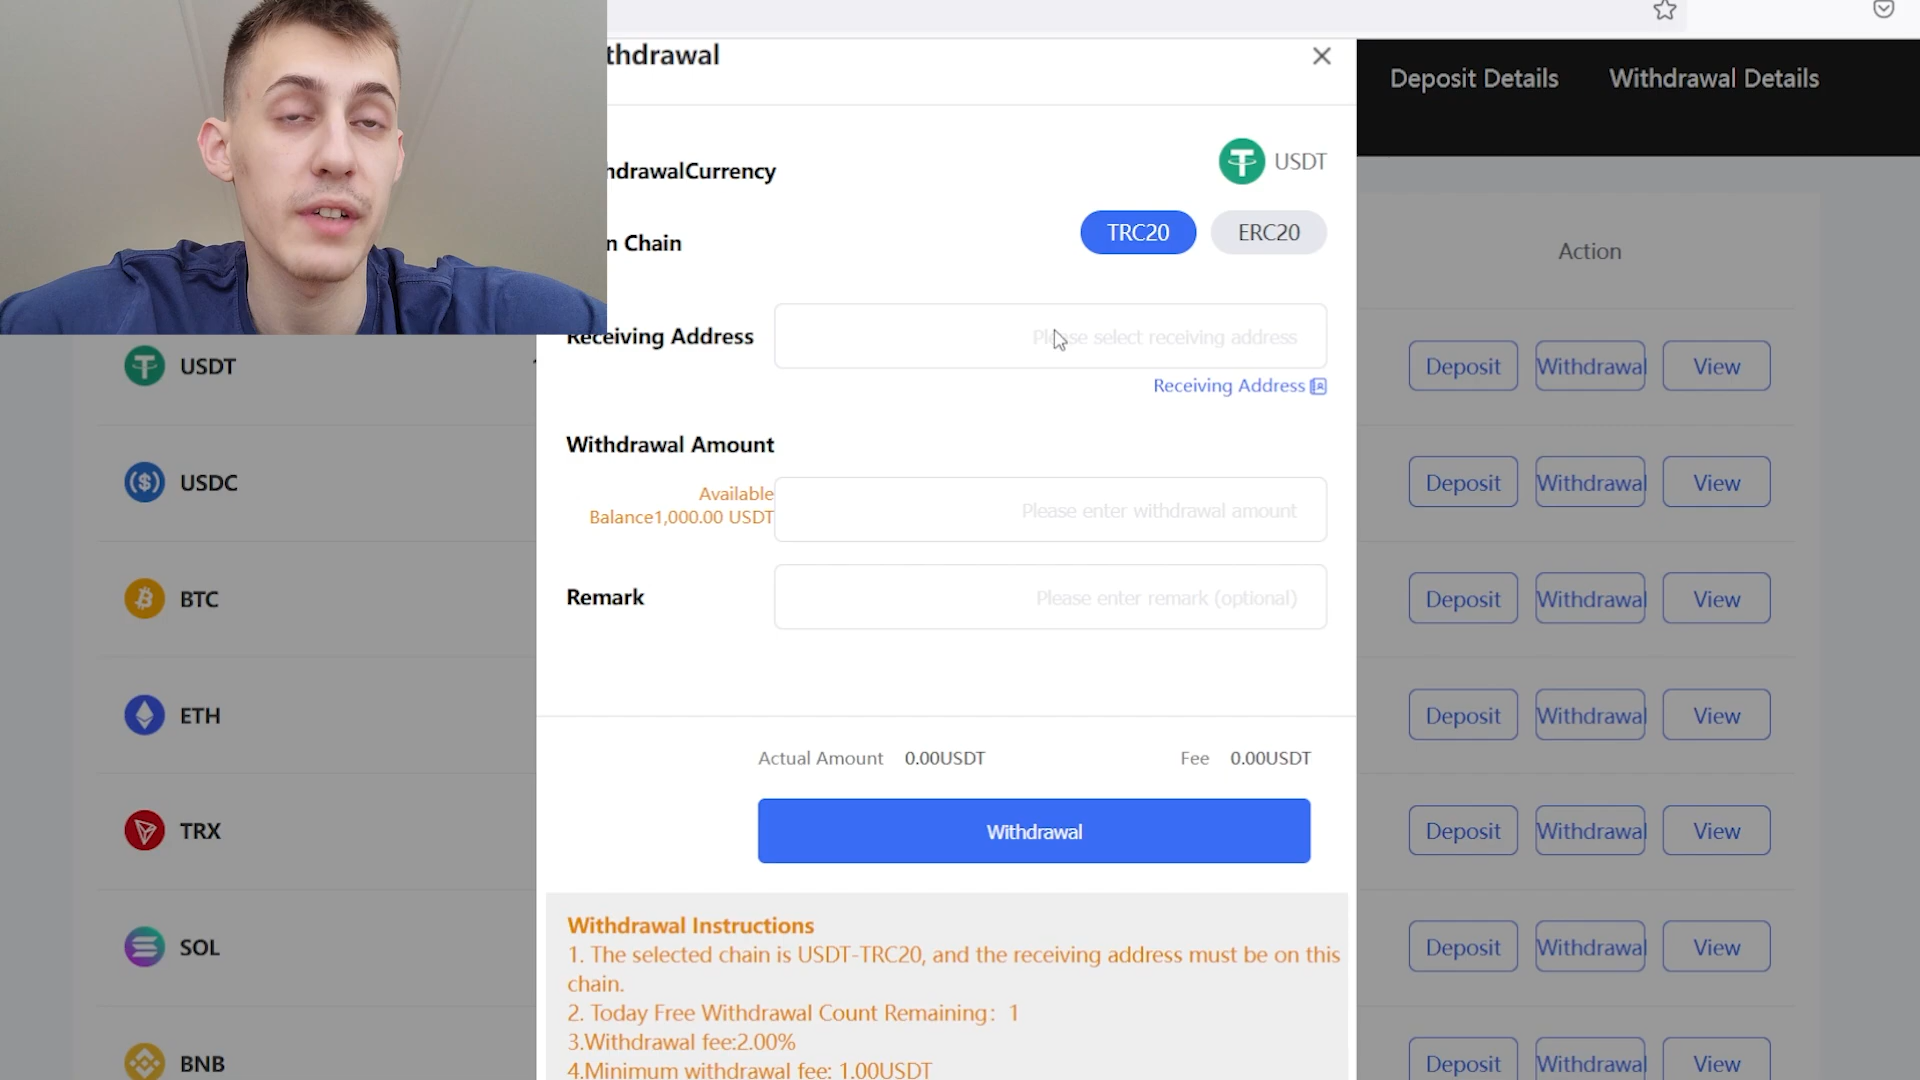 thdrawal
Deposit Details
Withdrawal Details
hdrawalCurrency
USDT
n Chain
TRC20
ERC20
Action
Receiving Address
Please select receiving address
Receiving Address
USDT
Deposit
Withdrawal
View
Withdrawal Amount
Available
Balance1,000.00 USDT
Please enter withdrawal amount
USDC
Deposit
Withdrawal
View
Remark
Please enter remark (optional)
BTC
Deposit
Withdrawal
View
ETH
Deposit
Withdrawal
View
Actual Amount 0.00USDT
Fee 0.00USDT
TRX
Withdrawal
Deposit
Withdrawal
View
Withdrawal Instructions
1. The selected chain is USDT-TRC20, and the receiving address must be on this
chain.
SOL
Deposit
Withdrawal
View
2. Today Free Withdrawal Count Remaining: 1
3.Withdrawal fee:2.00%
4.Minimum withdrawal fee: 1.00USDT
BNB
Deposit
Withdrawal
View